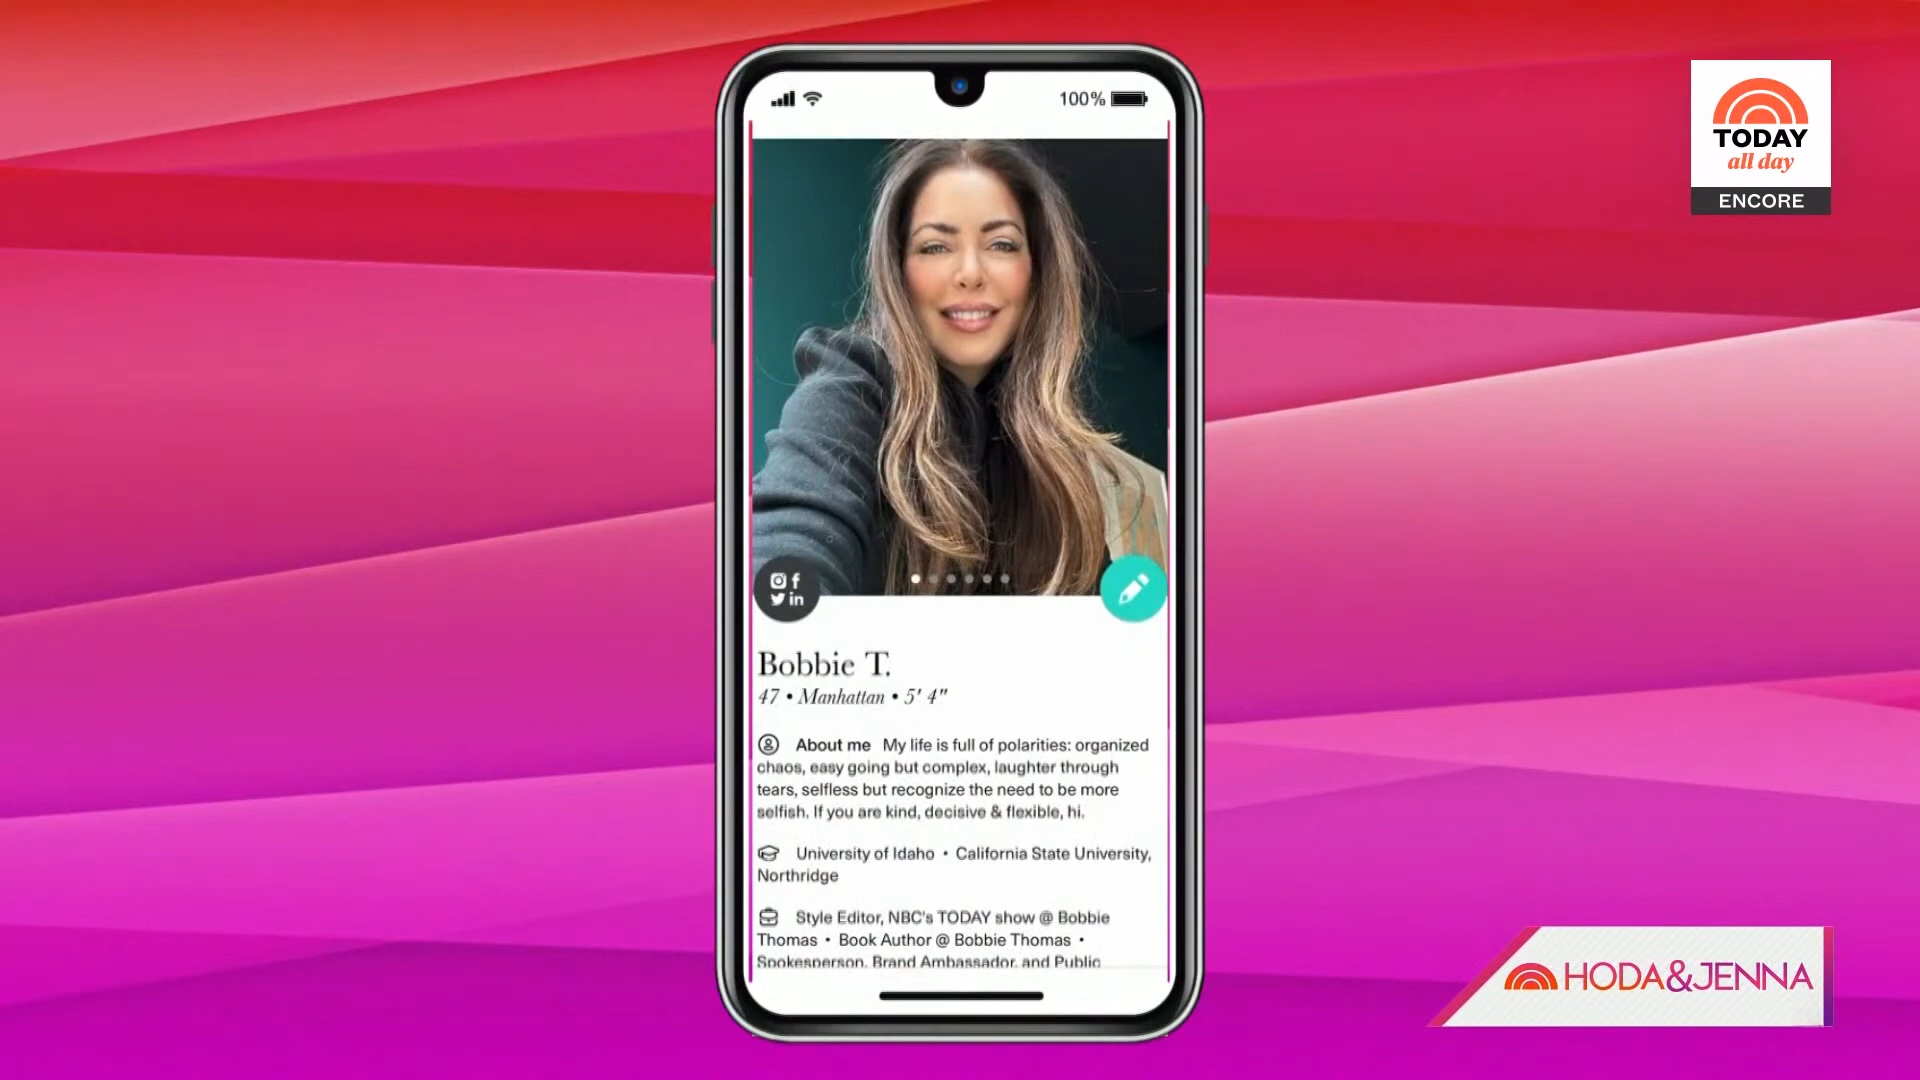 100%
TODAY
all day
ENCORE
Bobbie T.
47 • Manhattan • 5' 4"
About me My life is full of polarities: organized
chaos, easy going but complex, laughter through
tears, selfless but recognize the need to be more
selfish. If you are kind, decisive & flexible, hi.
University of Idaho • California State University,
Northridge
Style Editor, NBC's TODAY show @ Bobbie
Thomas • Book Author @ Bobbie Thomas •
Spokesperson, Brand Ambassador, and Public
HODA&JENNA